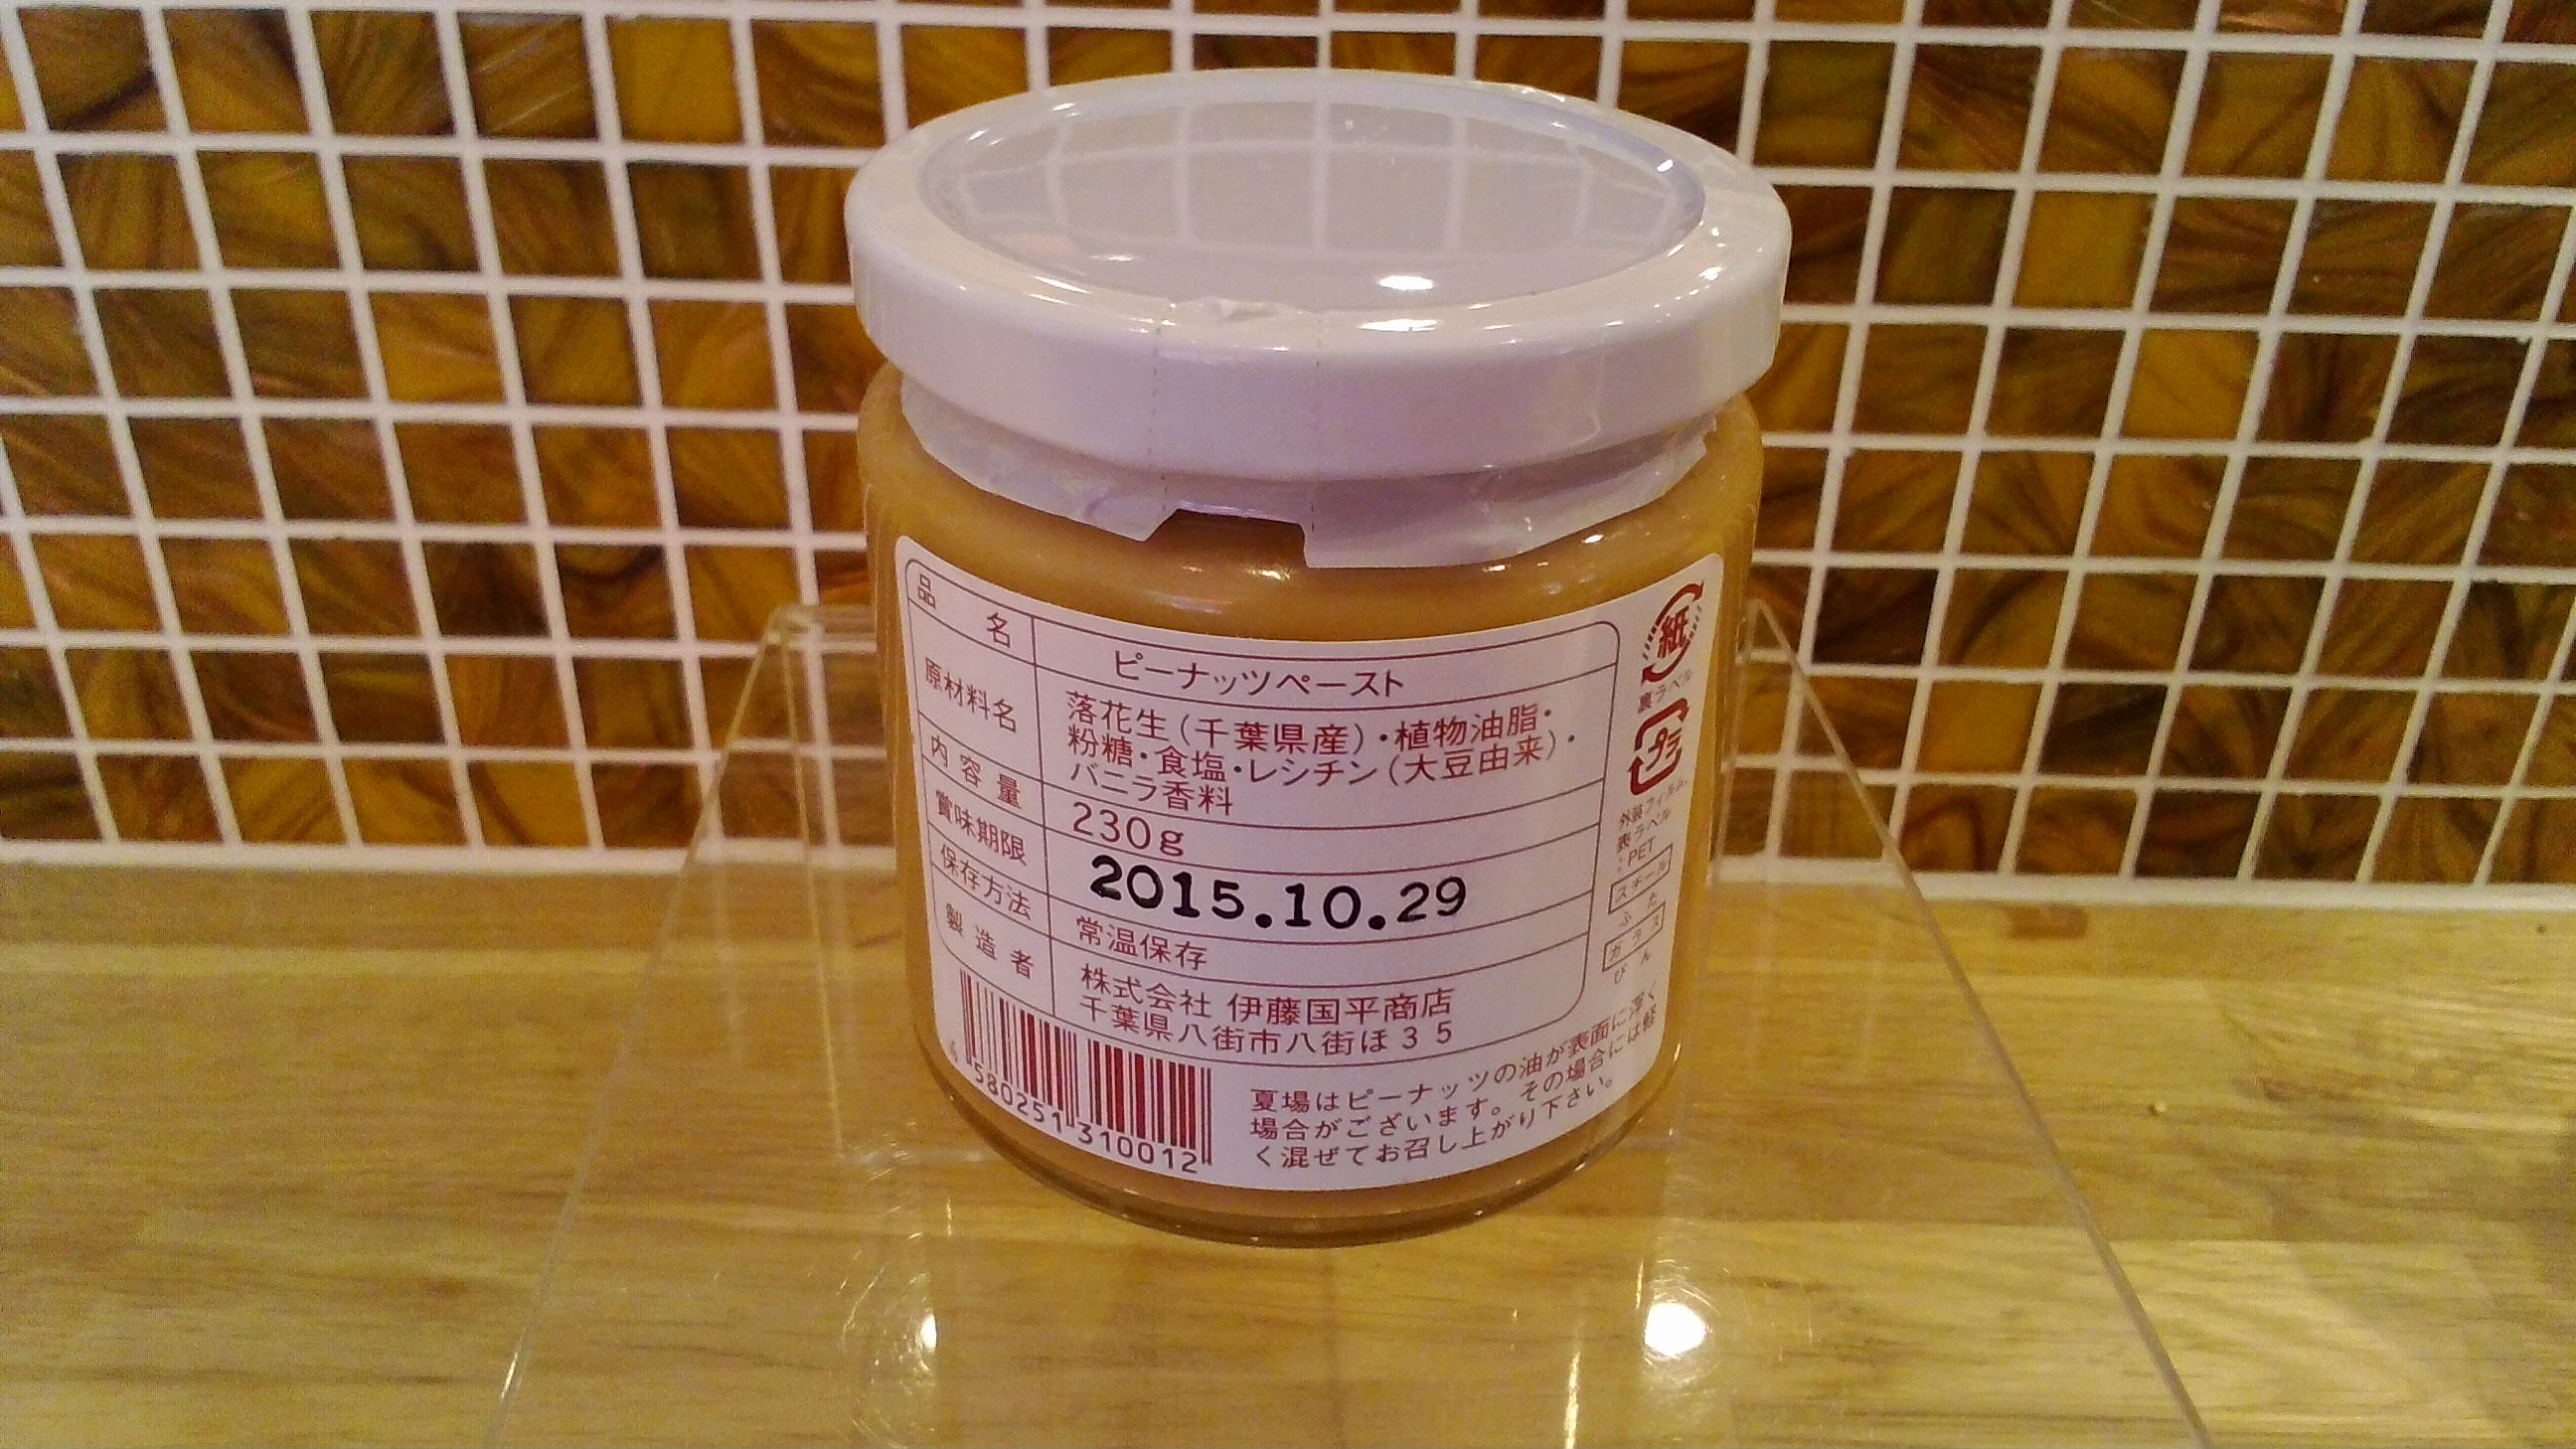 品名 ピーナッツペースト
原材料名 落花生(千葉県産)・植物油脂・
粉糖・食塩・レシチン(大豆由来)・
バニラ香料
内容量 230g
賞味期限 2015.10.29
保存方法 常温保存
製造者 株式会社 伊藤国平商店
千葉県八街市八街ほ35
580251 310012
夏場はピーナッツの油が表面に浮く
場合がございます。その場合には軽
く混ぜてお召し上がり下さい。
紙
裏ラベル
プラ
外装フィルム、
表ラベル
:PET
スチール
ふた
ガラス
びん